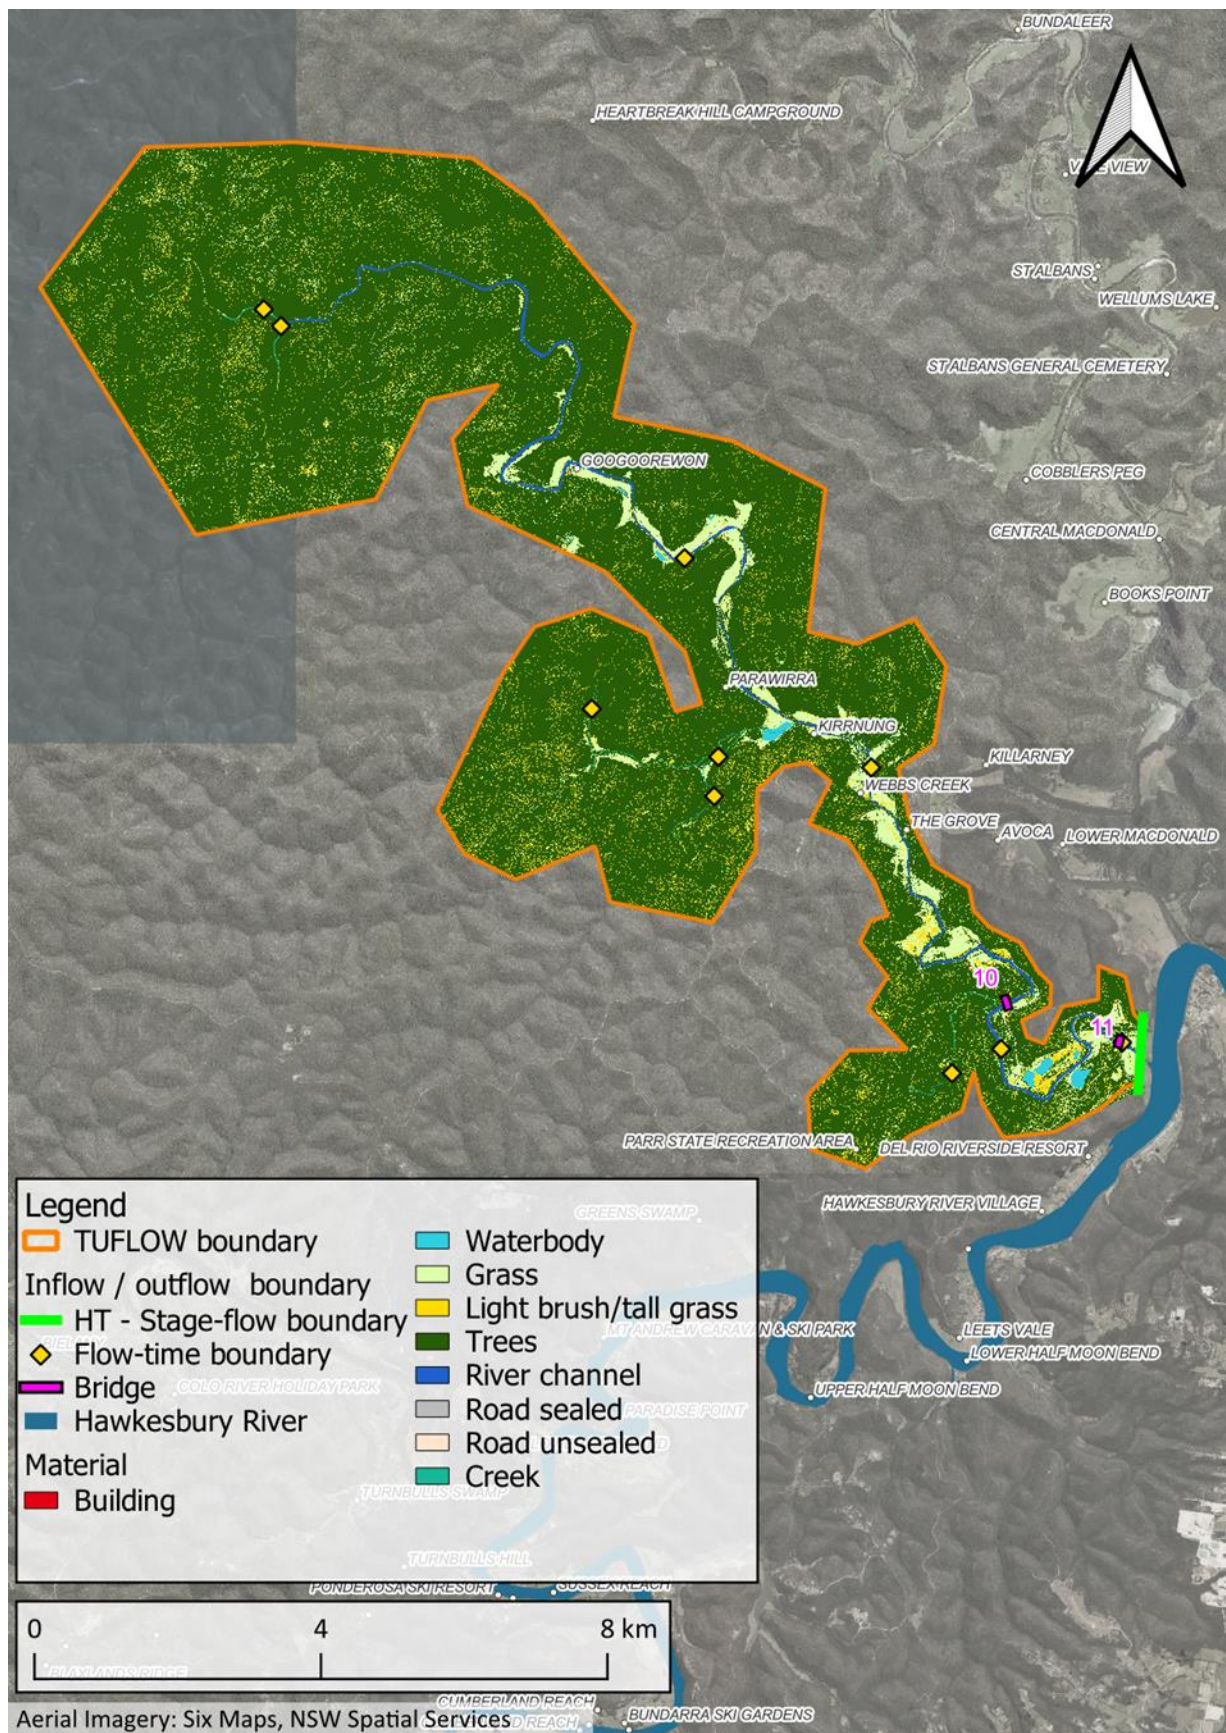 BUNDALEER
HEARTBREAK HILL CAMPGROUND
ST ALBANS
WELLUMS LAKE
ST ALBANS GENERAL CEMETERY
GOOGOOREWON
COBBLERS PEG
CENTRAL MACDONALD
BOOKS POINT
PARAWIRRA
KIRRNUNG
KILLARNEY
WEBBS CREEK
THE GROVE
AVOCA
LOWER MACDONALD
10
11
PARR STATE RECREATION AREA
DEL RIO RIVERSIDE RESORT
HAWKESBURY RIVER VILLAGE
GREENS SWAMP
LEETS VALE
LOWER HALF MOON BEND
UPPER HALF MOON BEND
MT ANDREW CARAVAN & SKI PARK
COLO RIVER HOLIDAY PARK
PARADISE POINT
TURNBULLS SWAMP
TURNBULLS HILL
Legend
TUFLOW boundary
Inflow / outflow boundary
HT - Stage-flow boundary
Flow-time boundary
Bridge
Hawkesbury River
Material
Building
Waterbody
Grass
Light brush/tall grass
Trees
River channel
Road sealed
Road unsealed
Creek
PONDEROSA SKI RESORT
SUSSEX REACH
0 4 8 km
BLAXLANDS RIDGE
CUMBERLAND REACH
CUMBERLAND REACH
BUNDARRA SKI GARDENS
Aerial Imagery: Six Maps, NSW Spatial Services